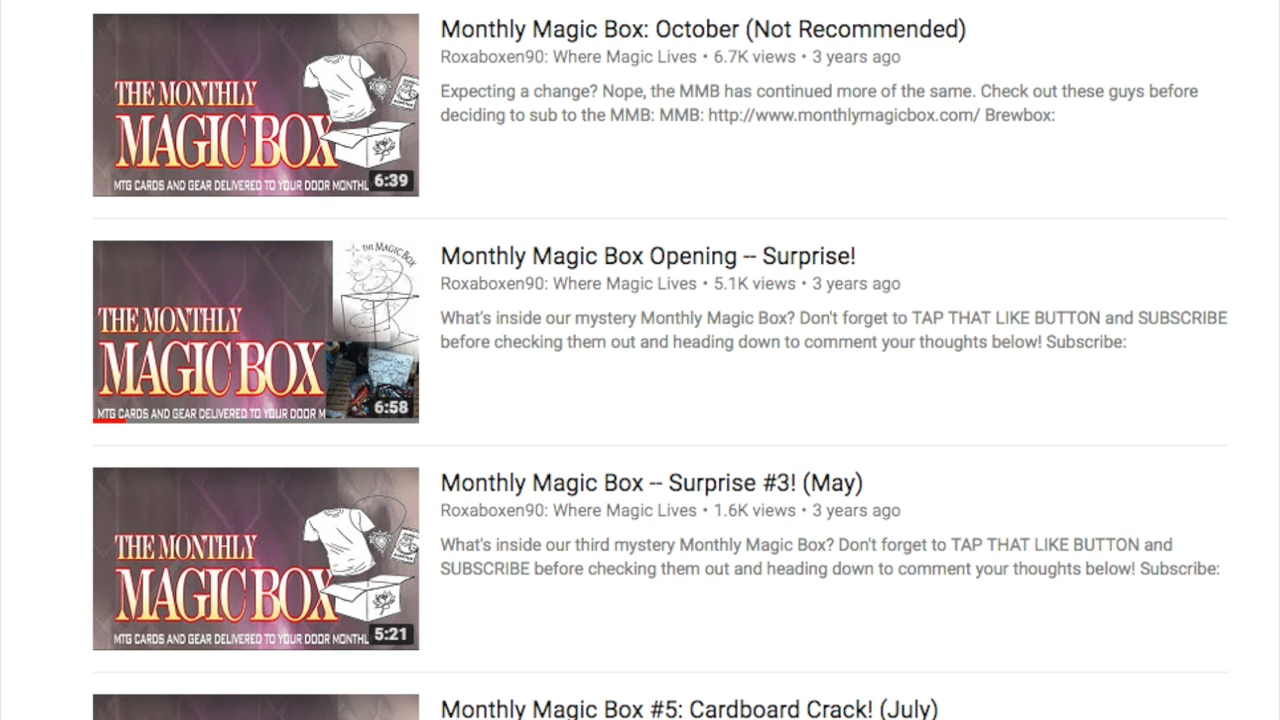 THE MONTHLY
MAGIC BOX
MTG CARDS AND GEAR DELIVERED TO YOUR DOOR MONTHL
6:39
Monthly Magic Box: October (Not Recommended)
Roxaboxen90: Where Magic Lives • 6.7K views • 3 years ago
Expecting a change? Nope, the MMB has continued more of the same. Check out these guys before
deciding to sub to the MMB: MMB: http://www.monthlymagicbox.com/ Brewbox:
THE MAGIC BOX
THE MONTHLY
MAGIC BOX
MTG CARDS AND GEAR DELIVERED TO YOUR DOOR M
6:58
Monthly Magic Box Opening -- Surprise!
Roxaboxen90: Where Magic Lives • 5.1K views • 3 years ago
What's inside our mystery Monthly Magic Box? Don't forget to TAP THAT LIKE BUTTON and SUBSCRIBE
before checking them out and heading down to comment your thoughts below! Subscribe:
THE MONTHLY
MAGIC BOX
MTG CARDS AND GEAR DELIVERED TO YOUR DOOR MONTHL
5:21
Monthly Magic Box -- Surprise #3! (May)
Roxaboxen90: Where Magic Lives • 1.6K views • 3 years ago
What's inside our third mystery Monthly Magic Box? Don't forget to TAP THAT LIKE BUTTON and
SUBSCRIBE before checking them out and heading down to comment your thoughts below! Subscribe:
Monthly Magic Box #5: Cardboard Crack! (July)